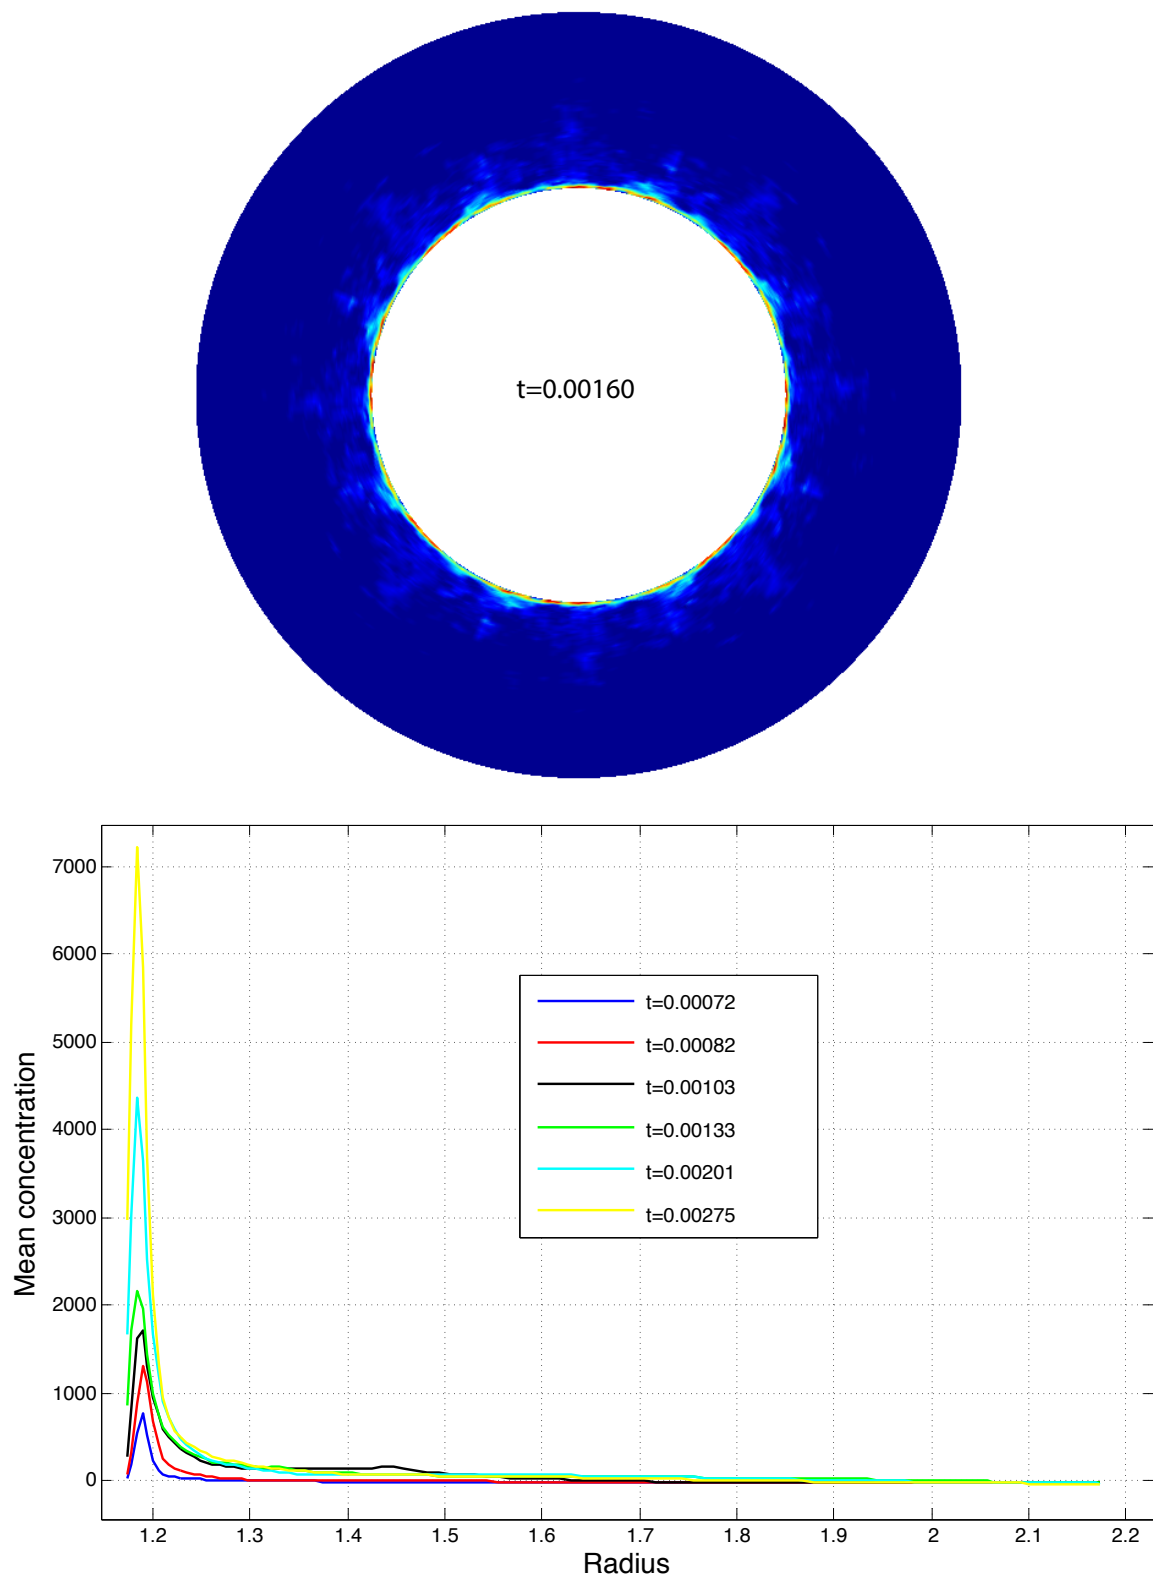 t=0.00160
7000
6000
5000
4000
3000
2000
1000
0
Mean concentration
t=0.00072
t=0.00082
t=0.00103
t=0.00133
t=0.00201
t=0.00275
1.2 1.3 1.4 1.5 1.6 1.7 1.8 1.9 2 2.1 2.2
Radius